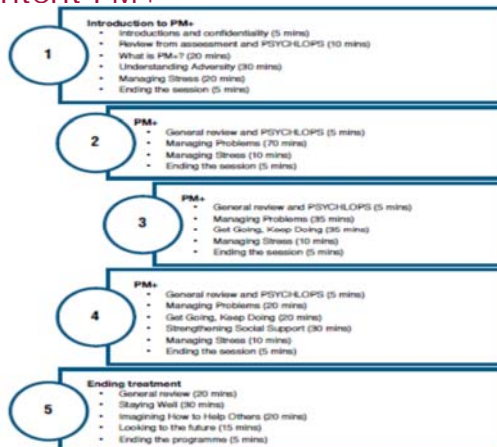 1
Introduction to PM+
• Introductions and confidentiality (5 mins)
• Review from assessment and PSYCHLOPS (10 mins)
• What is PM+? (20 mins)
• Understanding Adversity (30 mins)
• Managing Stress (20 mins)
• Ending the session (5 mins)
2
PM+
• General review and PSYCHLOPS (5 mins)
• Managing Problems (70 mins)
• Managing Stress (10 mins)
• Ending the session (5 mins)
3
PM+
• General review and PSYCHLOPS (5 mins)
• Managing Problems (35 mins)
• Get Going, Keep Doing (35 mins)
• Managing Stress (10 mins)
• Ending the session (5 mins)
4
PM+
• General review and PSYCHLOPS (5 mins)
• Managing Problems (20 mins)
• Get Going, Keep Doing (20 mins)
• Strengthening Social Support (30 mins)
• Managing Stress (10 mins)
• Ending the session (5 mins)
5
Ending treatment
• General review (20 mins)
• Staying Well (30 mins)
• Imagining How to Help Others (20 mins)
• Looking to the future (15 mins)
• Ending the programme (5 mins)